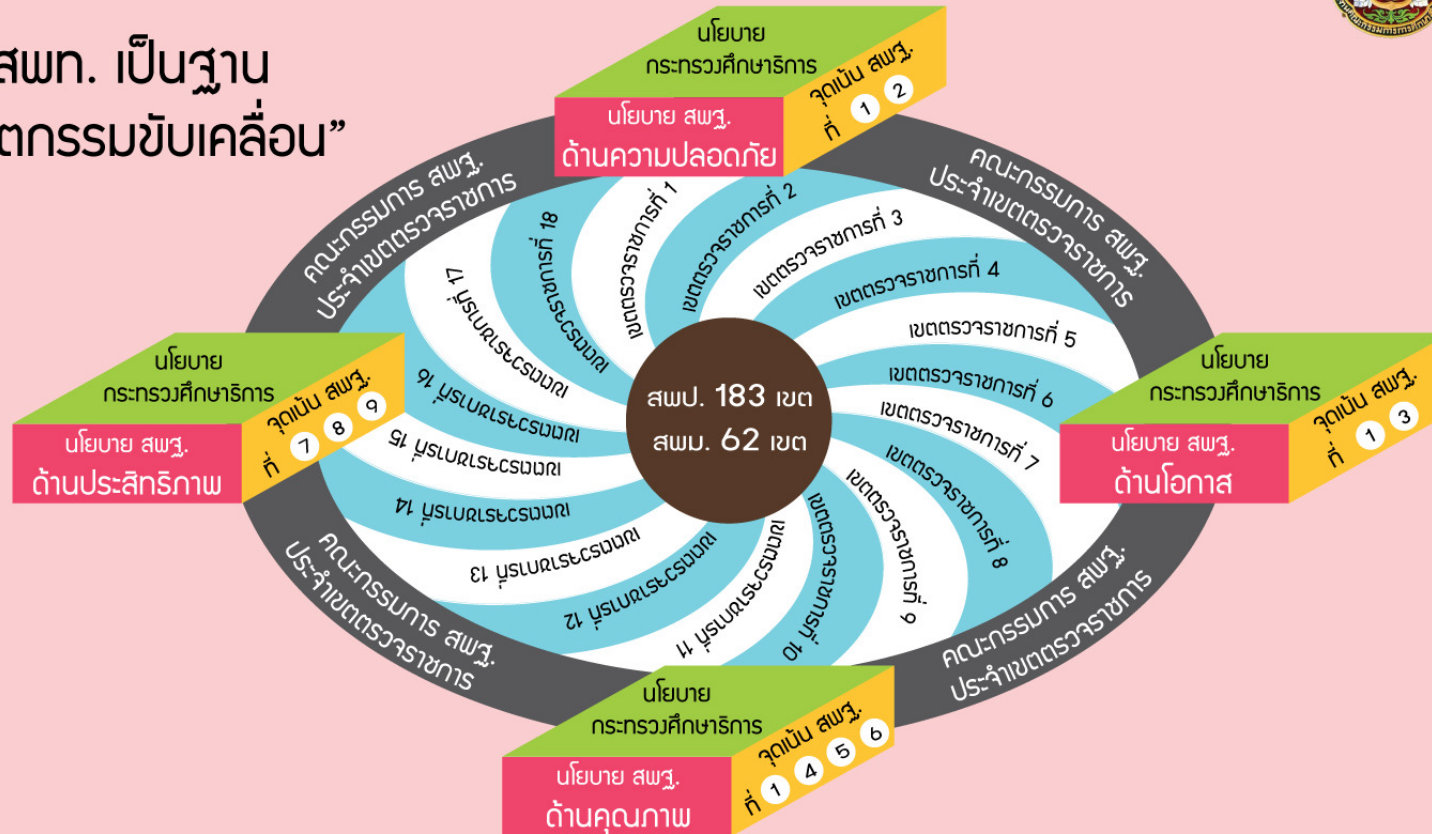 สพท. เป็นฐาน
ตกรรมขับเคลื่อน”
นโยบาย
กระทรวงศึกษาธิการ
นโยบาย สพฐ.
ด้านความปลอดภัย
จุดเน้น สพฐ.
ที่ 1 2
คณะกรรมการ สพฐ.
ประจำเขตตรวจราชการ
คณะกรรมการ สพฐ.
ประจำเขตตรวจราชการ
เขตตรวจราชการที่ 1
เขตตรวจราชการที่ 2
เขตตรวจราชการที่ 3
เขตตรวจราชการที่ 4
เขตตรวจราชการที่ 5
เขตตรวจราชการที่ 6
เขตตรวจราชการที่ 7
เขตตรวจราชการที่ 8
เขตตรวจราชการที่ 9
เขตตรวจราชการที่ 10
เขตตรวจราชการที่ 11
เขตตรวจราชการที่ 12
เขตตรวจราชการที่ 13
เขตตรวจราชการที่ 14
เขตตรวจราชการที่ 15
เขตตรวจราชการที่ 16
เขตตรวจราชการที่ 17
เขตตรวจราชการที่ 18
สพป. 183 เขต
สพม. 62 เขต
นโยบาย
กระทรวงศึกษาธิการ
นโยบาย สพฐ.
ด้านประสิทธิภาพ
จุดเน้น สพฐ.
ที่ 7 8 9
นโยบาย
กระทรวงศึกษาธิการ
นโยบาย สพฐ.
ด้านโอกาส
จุดเน้น สพฐ.
ที่ 1 3
คณะกรรมการ สพฐ.
ประจำเขตตรวจราชการ
คณะกรรมการ สพฐ.
ประจำเขตตรวจราชการ
นโยบาย
กระทรวงศึกษาธิการ
นโยบาย สพฐ.
ด้านคุณภาพ
จุดเน้น สพฐ.
ที่ 1 4 5 6